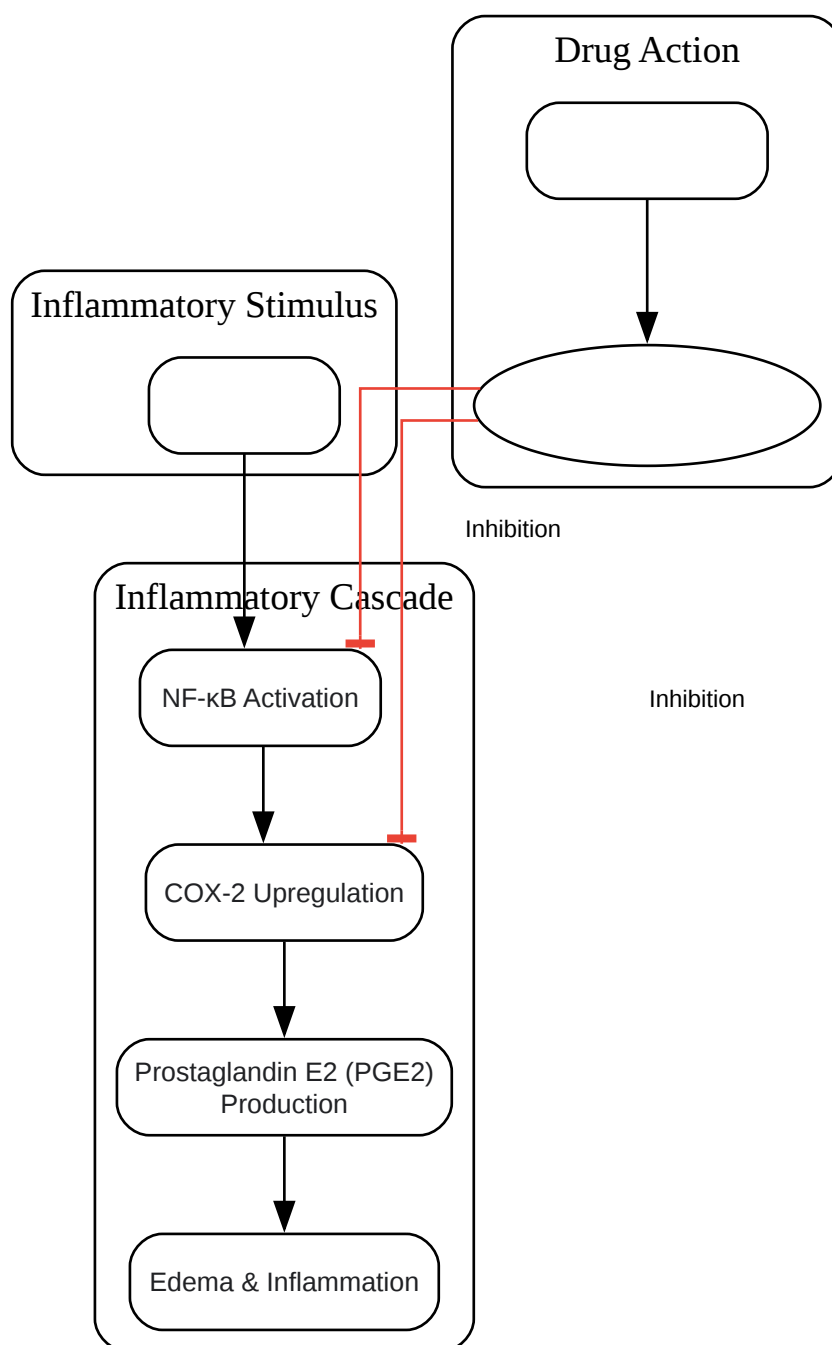 Drug Action
Inflammatory Stimulus
Inhibition
Inflammatory Cascade
NF-κB Activation
Inhibition
COX-2 Upregulation
Prostaglandin E2 (PGE2)
Production
Edema & Inflammation